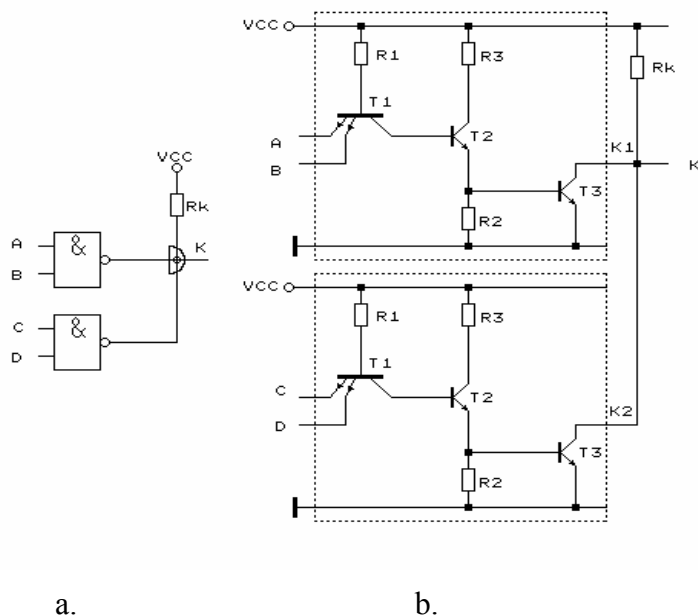 VCC
R1
R3
Rk
T1
A
T2
K1
B
K
VCC
T3
Rk
R2
A
&
K
B
VCC
C
&
R1
R3
D
T1
C
T2
K2
D
T3
R2
a. b.